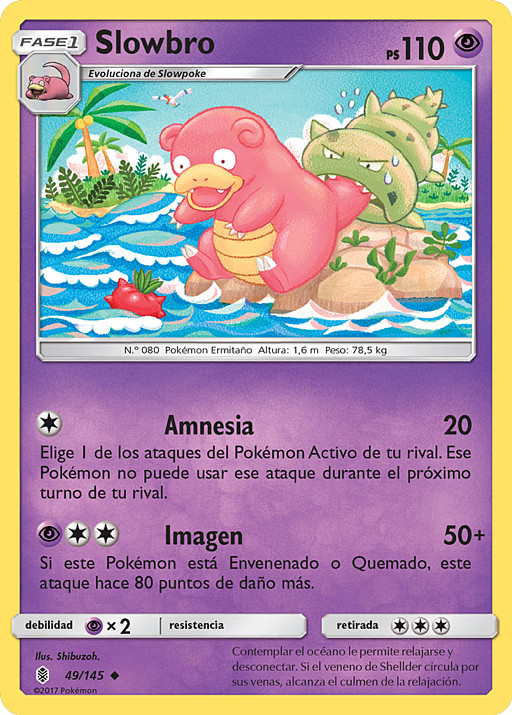 FASE 1
Slowbro
PS 110
Evoluciona de Slowpoke
N.º 080 Pokémon Ermitaño Altura: 1,6 m Peso: 78,5 kg
Amnesia 20
Elige 1 de los ataques del Pokémon Activo de tu rival. Ese
Pokémon no puede usar ese ataque durante el próximo
turno de tu rival.
Imagen 50+
Si este Pokémon está Envenenado o Quemado, este
ataque hace 80 puntos de daño más.
debilidad ×2 resistencia retirada
Ilus. Shibuzoh.
49/145
©2017 Pokémon
Contemplar el océano le permite relajarse y
desconectar. Si el veneno de Shellder circula por
sus venas, alcanza el culmen de la relajación.